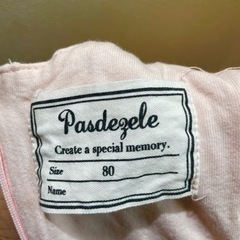 Pasdezele
Create a special memory.
Size 80
Name